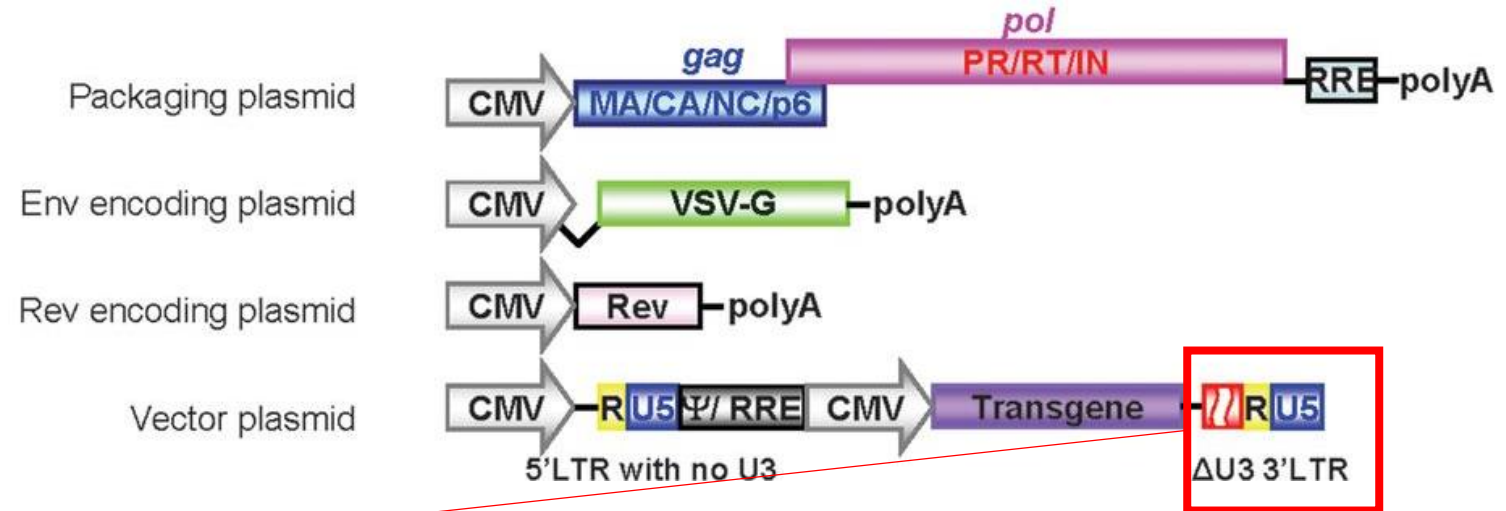 pol
gag
PR/RT/IN
Packaging plasmid CMV MA/CA/NC/p6 RRE polyA
Env encoding plasmid CMV VSV-G polyA
Rev encoding plasmid CMV Rev polyA
Vector plasmid CMV R U5 Ψ/ RRE CMV Transgene R U5
5'LTR with no U3 ΔU3 3'LTR